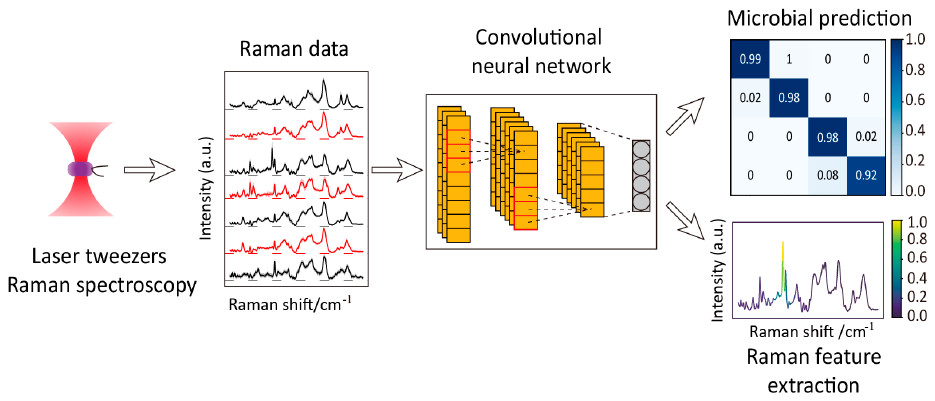 Laser tweezers
Raman spectroscopy
Raman data
Intensity (a.u.)
Raman shift/cm⁻¹
Convolutional
neural network
Microbial prediction
0.99 1 0 0
0.02 0.98 0 0
0 0 0.98 0.02
0 0 0.08 0.92
1.0
0.8
0.6
0.4
0.2
0.0
Intensity (a.u.)
Raman shift /cm⁻¹
1.0
0.8
0.6
0.4
0.2
0.0
Raman feature
extraction